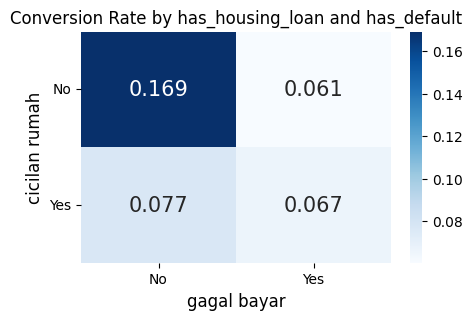 Conversion Rate by has_housing_loan and has_default
cicilan rumah
No
0.169
0.061
Yes
0.077
0.067
No
Yes
gagal bayar
0.16
0.14
0.12
0.10
0.08